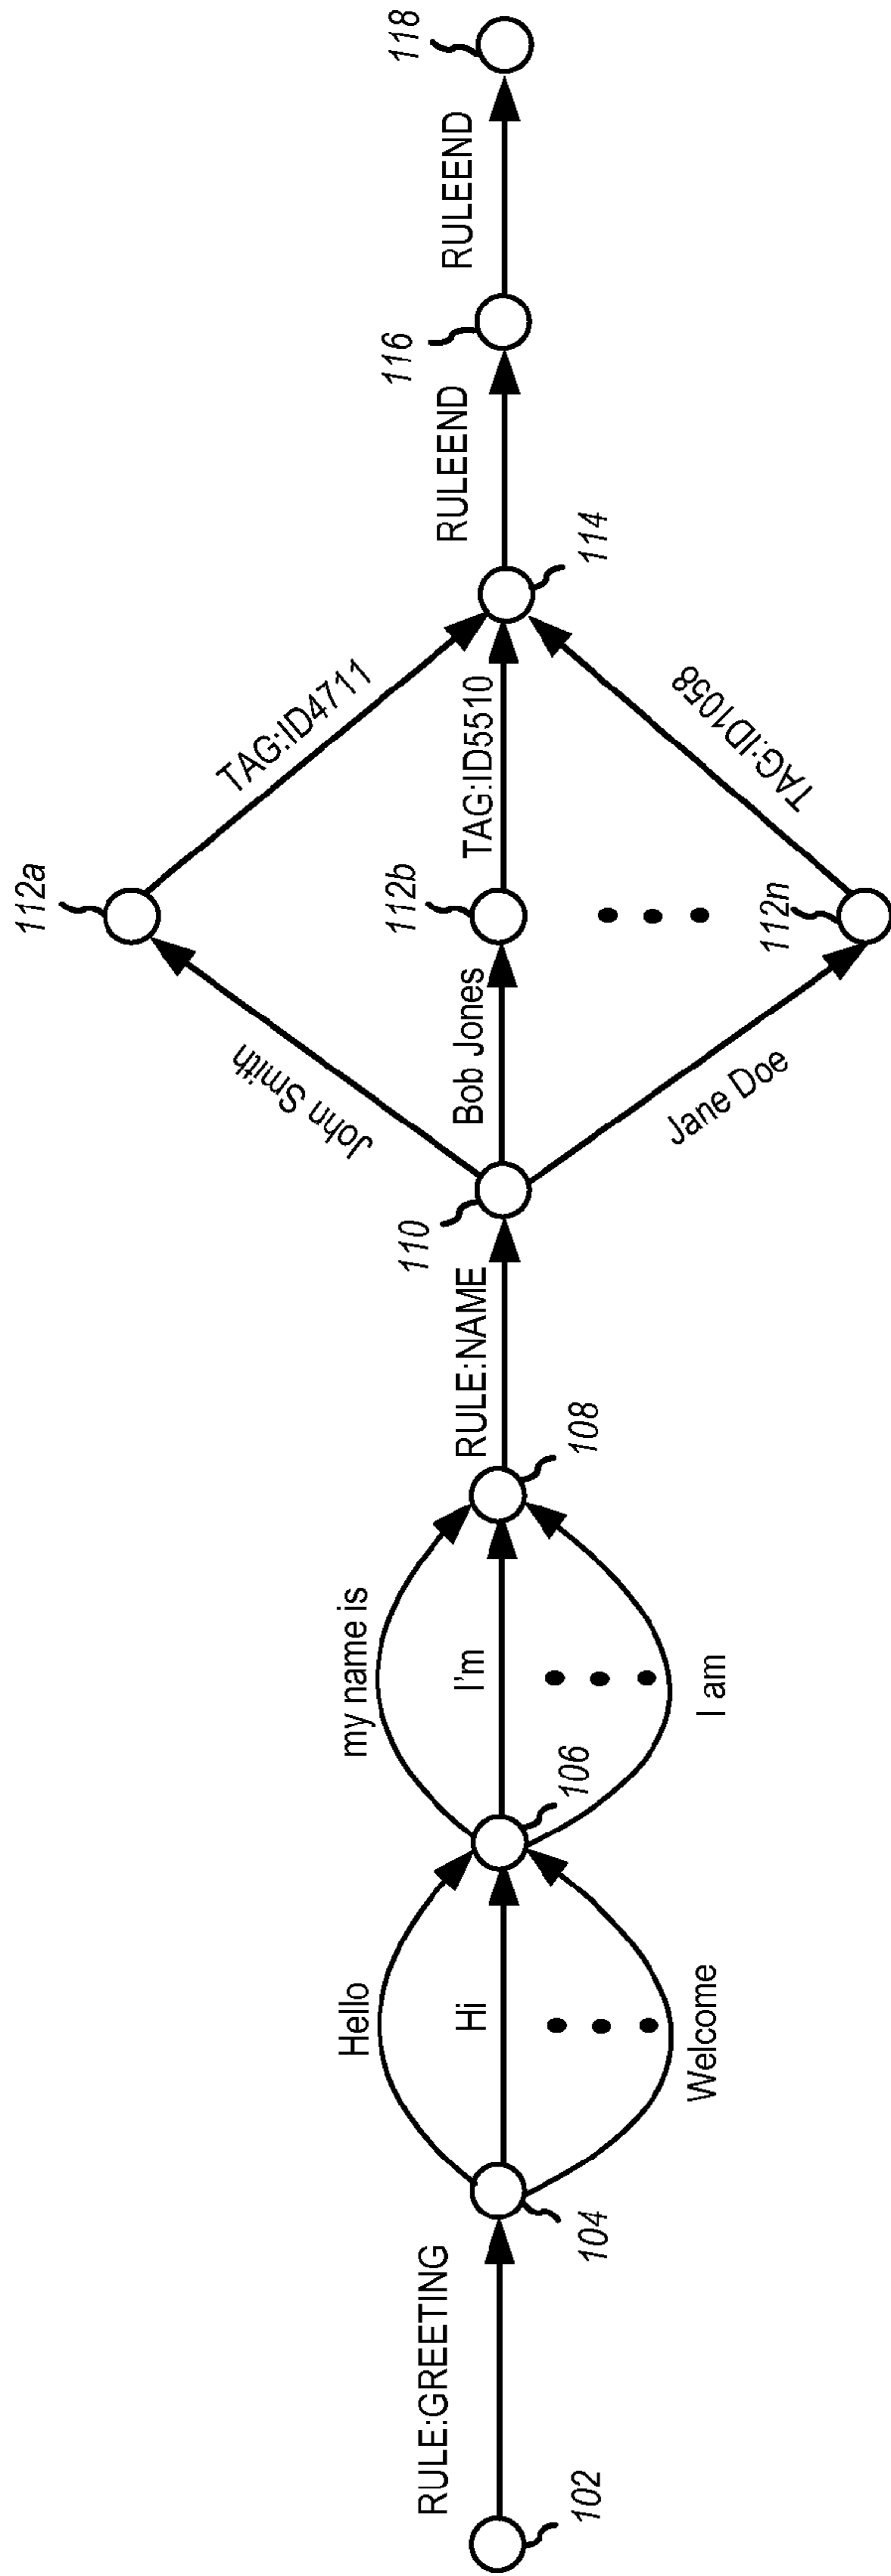 RULE:GREETING
102
104
Hello
Hi
Welcome
106
my name is
I'm
I am
108
RULE:NAME
110
John Smith
Bob Jones
Jane Doe
112a
112b
112n
TAG:ID4711
TAG:ID5510
TAG:ID1058
114
RULEEND
116
RULEEND
118